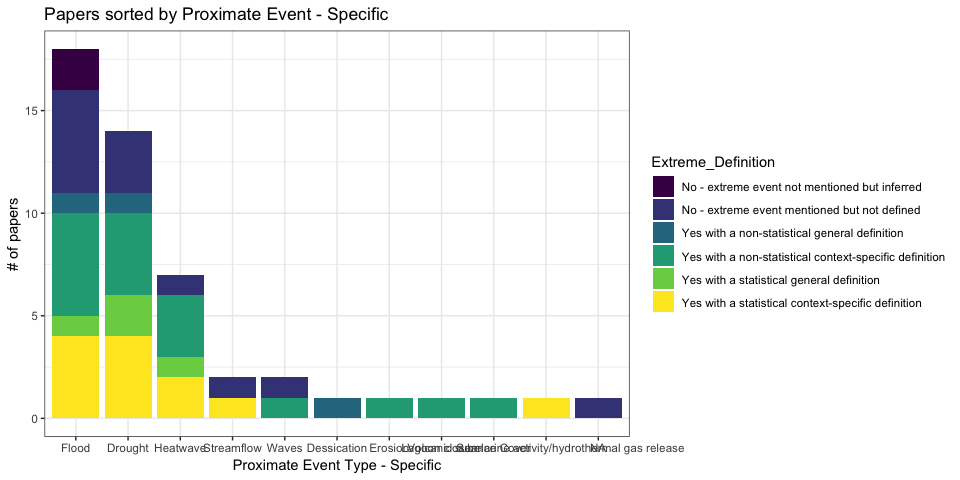 Papers sorted by Proximate Event - Specific
# of papers
15
10
5
0
Flood Drought Heatwave Streamflow Waves Dessication
Proximate Event Type - Specific
Extreme_Definition
No - extreme event not mentioned but inferred
No - extreme event mentioned but not defined
Yes with a non-statistical general definition
Yes with a non-statistical context-specific definition
Yes with a statistical general definition
Yes with a statistical context-specific definition